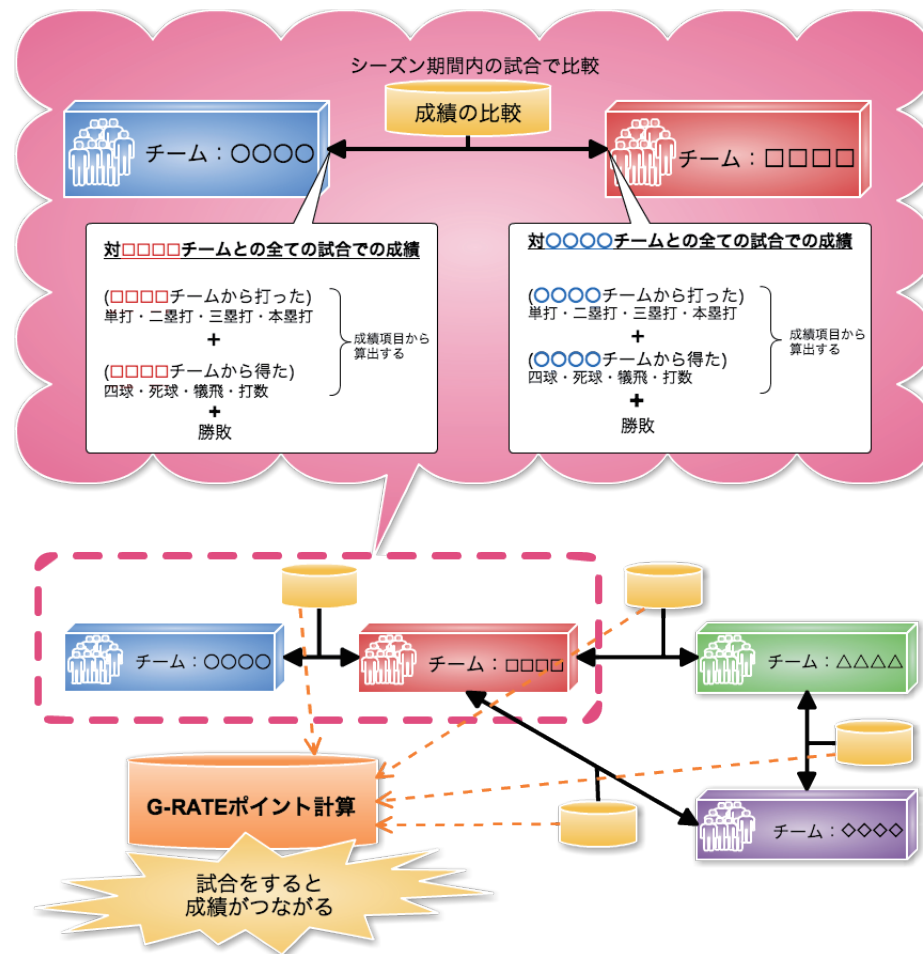 シーズン期間内の試合で比較
成績の比較
チーム：〇〇〇〇
チーム：□□□□
対□□□□チームとの全ての試合での成績
(□□□□チームから打った)
単打・二塁打・三塁打・本塁打
+
(□□□□チームから得た)
四球・死球・犠飛・打数
+
勝敗
成績項目から
算出する
対〇〇〇〇チームとの全ての試合での成績
(〇〇〇〇チームから打った)
単打・二塁打・三塁打・本塁打
+
(〇〇〇〇チームから得た)
四球・死球・犠飛・打数
+
勝敗
成績項目から
算出する
チーム：〇〇〇〇
チーム：□□□□
チーム：△△△△
チーム：◇◇◇◇
G-RATEポイント計算
試合をすると
成績がつながる